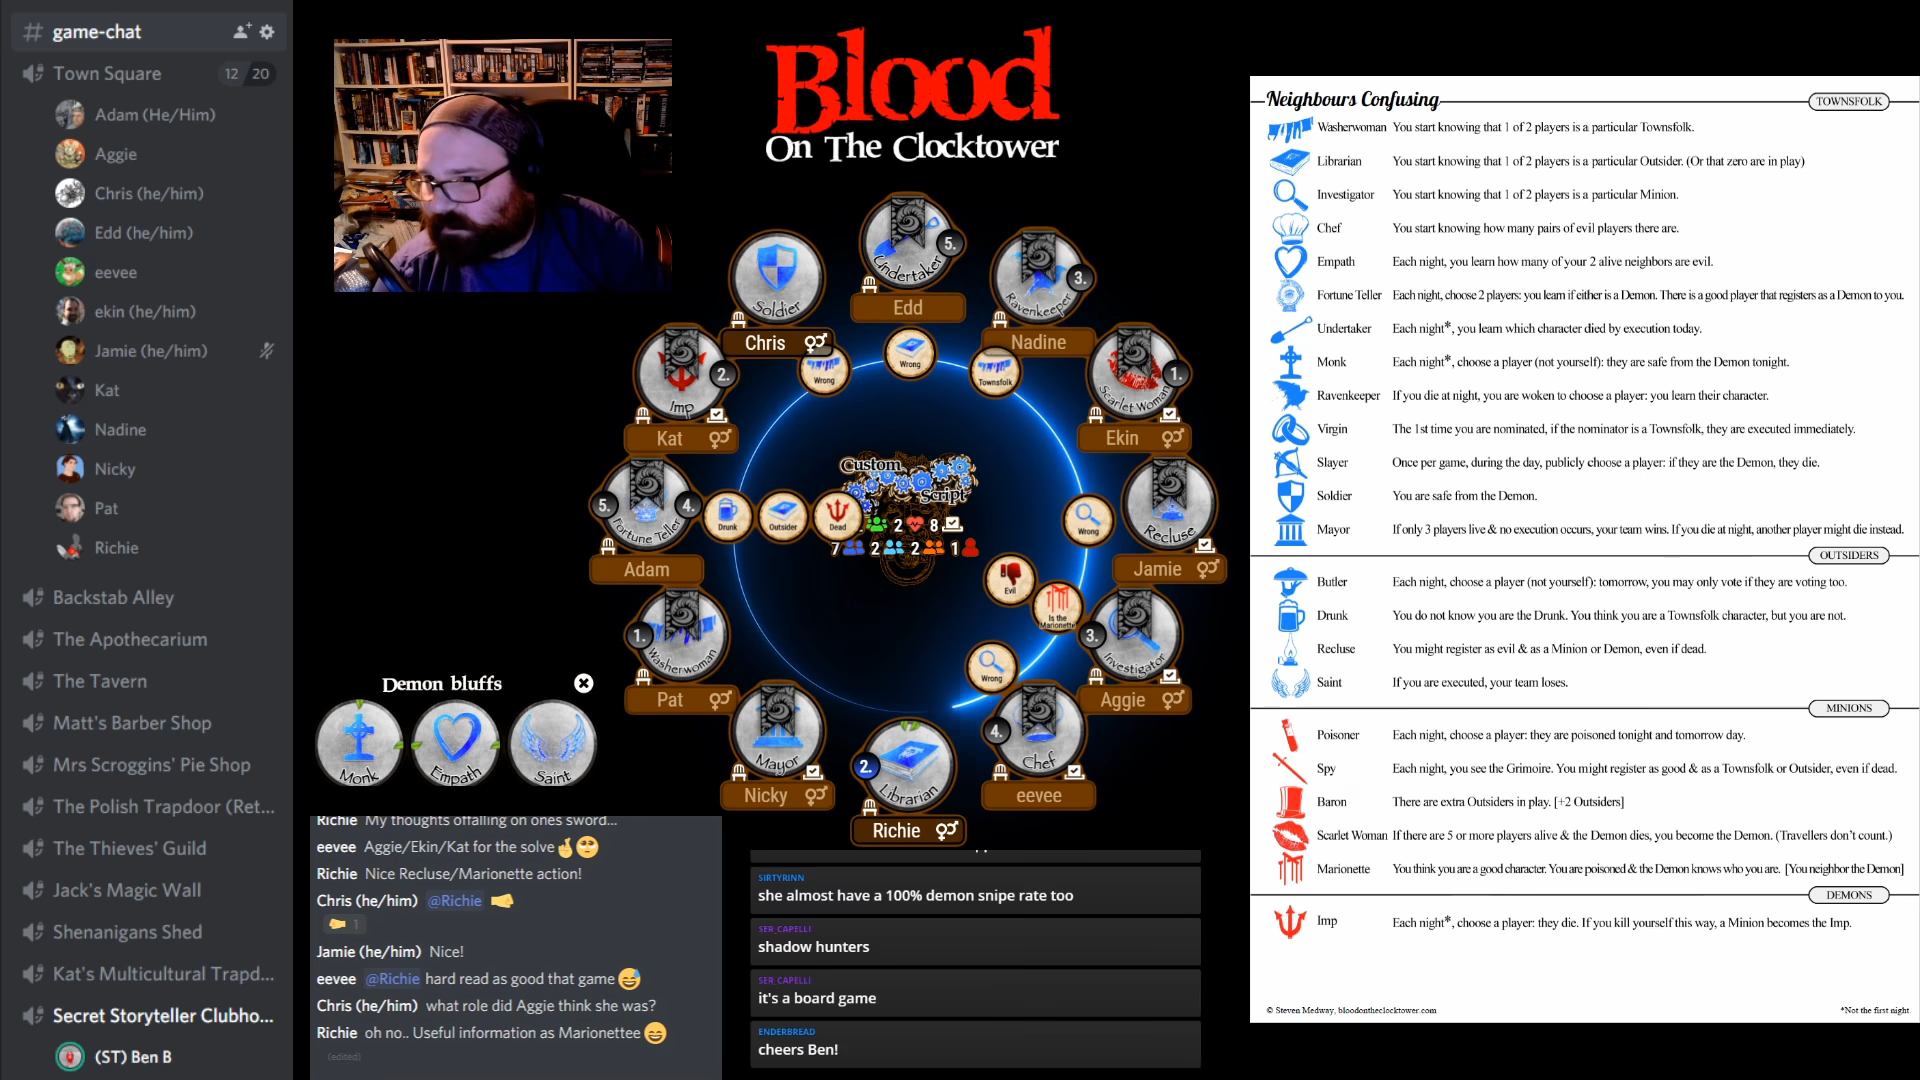 game-chat
Town Square 12 20
Adam (He/Him)
Aggie
Chris (he/him)
Edd (he/him)
eevee
ekin (he/him)
Jamie (he/him)
Kat
Nadine
Nicky
Pat
Richie
Backstab Alley
The Apothecarium
The Tavern
Matt's Barber Shop
Mrs Scroggins' Pie Shop
The Polish Trapdoor (Ret...
The Thieves' Guild
Jack's Magic Wall
Shenanigans Shed
Kat's Multicultural Trapd...
Secret Storyteller Clubho...
(ST) Ben B
Blood
On The Clocktower
Undertaker
5.
Edd
Soldier
Chris
Ravenkeeper
3.
Nadine
Imp
2.
Kat
Scarlet Woman
1.
Ekin
Wrong
Wrong
Townsfolk
5.
Fortune Teller
4.
Adam
Drunk
Outsider
Dead
Custom
Script
2 8
7 2 2 1
Wrong
Recluse
Jamie
Evil
Is the
Marionette
1.
Washerwoman
Pat
3.
Investigator
Aggie
Wrong
Mayor
Nicky
2.
Librarian
Richie
4.
Chef
eevee
Demon bluffs
Monk
Empath
Saint
Richie My thoughts offalling on ones sword...
eevee Aggie/Ekin/Kat for the solve
Richie Nice Recluse/Marionette action!
Chris (he/him) @Richie
1
Jamie (he/him) Nice!
eevee @Richie hard read as good that game
Chris (he/him) what role did Aggie think she was?
Richie oh no.. Useful information as Marionettee
(edited)
SIRTYRINN
she almost have a 100% demon snipe rate too
SER_CAPELLI
shadow hunters
SER_CAPELLI
it's a board game
ENDERBREAD
cheers Ben!
Neighbours Confusing
TOWNSFOLK
Washerwoman You start knowing that 1 of 2 players is a particular Townsfolk.
Librarian You start knowing that 1 of 2 players is a particular Outsider. (Or that zero are in play)
Investigator You start knowing that 1 of 2 players is a particular Minion.
Chef You start knowing how many pairs of evil players there are.
Empath Each night, you learn how many of your 2 alive neighbors are evil.
Fortune Teller Each night, choose 2 players: you learn if either is a Demon. There is a good player that registers as a Demon to you.
Undertaker Each night*, you learn which character died by execution today.
Monk Each night*, choose a player (not yourself): they are safe from the Demon tonight.
Ravenkeeper If you die at night, you are woken to choose a player: you learn their character.
Virgin The 1st time you are nominated, if the nominator is a Townsfolk, they are executed immediately.
Slayer Once per game, during the day, publicly choose a player: if they are the Demon, they die.
Soldier You are safe from the Demon.
Mayor If only 3 players live & no execution occurs, your team wins. If you die at night, another player might die instead.
OUTSIDERS
Butler Each night, choose a player (not yourself): tomorrow, you may only vote if they are voting too.
Drunk You do not know you are the Drunk. You think you are a Townsfolk character, but you are not.
Recluse You might register as evil & as a Minion or Demon, even if dead.
Saint If you are executed, your team loses.
MINIONS
Poisoner Each night, choose a player: they are poisoned tonight and tomorrow day.
Spy Each night, you see the Grimoire. You might register as good & as a Townsfolk or Outsider, even if dead.
Baron There are extra Outsiders in play. [+2 Outsiders]
Scarlet Woman If there are 5 or more players alive & the Demon dies, you become the Demon. (Travellers don't count.)
Marionette You think you are a good character. You are poisoned & the Demon knows who you are. [You neighbor the Demon]
DEMONS
Imp Each night*, choose a player: they die. If you kill yourself this way, a Minion becomes the Imp.
© Steven Medway, bloodontheclocktower.com
*Not the first night.